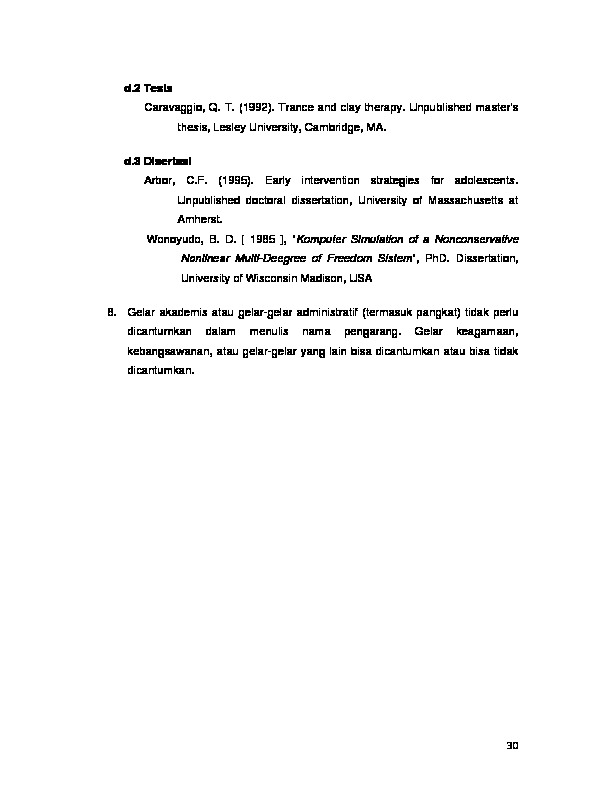 d.2 Tesis
Caravaggio, Q. T. (1992). Trance and clay therapy. Unpublished master's
thesis, Lesley University, Cambridge, MA.
d.3 Disertasi
Arbor, C.F. (1995). Early intervention strategies for adolescents.
Unpublished doctoral dissertation, University of Massachusetts at
Amherst.
Wonoyudo, B. D. [ 1985 ], "Komputer Simulation of a Nonconservative
Nonlinear Multi-Deegree of Freedom Sistem", PhD. Dissertation,
University of Wisconsin Madison, USA
8. Gelar akademis atau gelar-gelar administratif (termasuk pangkat) tidak perlu
dicantumkan dalam menulis nama pengarang. Gelar keagamaan,
kebangsawanan, atau gelar-gelar yang lain bisa dicantumkan atau bisa tidak
dicantumkan.
30